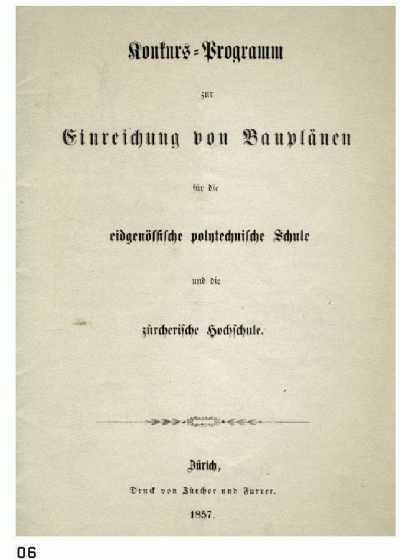 Konkurs-Programm
zur
Einreichung von Bauplänen
für die
eidgenössische polytechnische Schule
und die
zürcherische Hochschule.
Zürich,
Druck von Zürcher und Furrer.
1857.
06